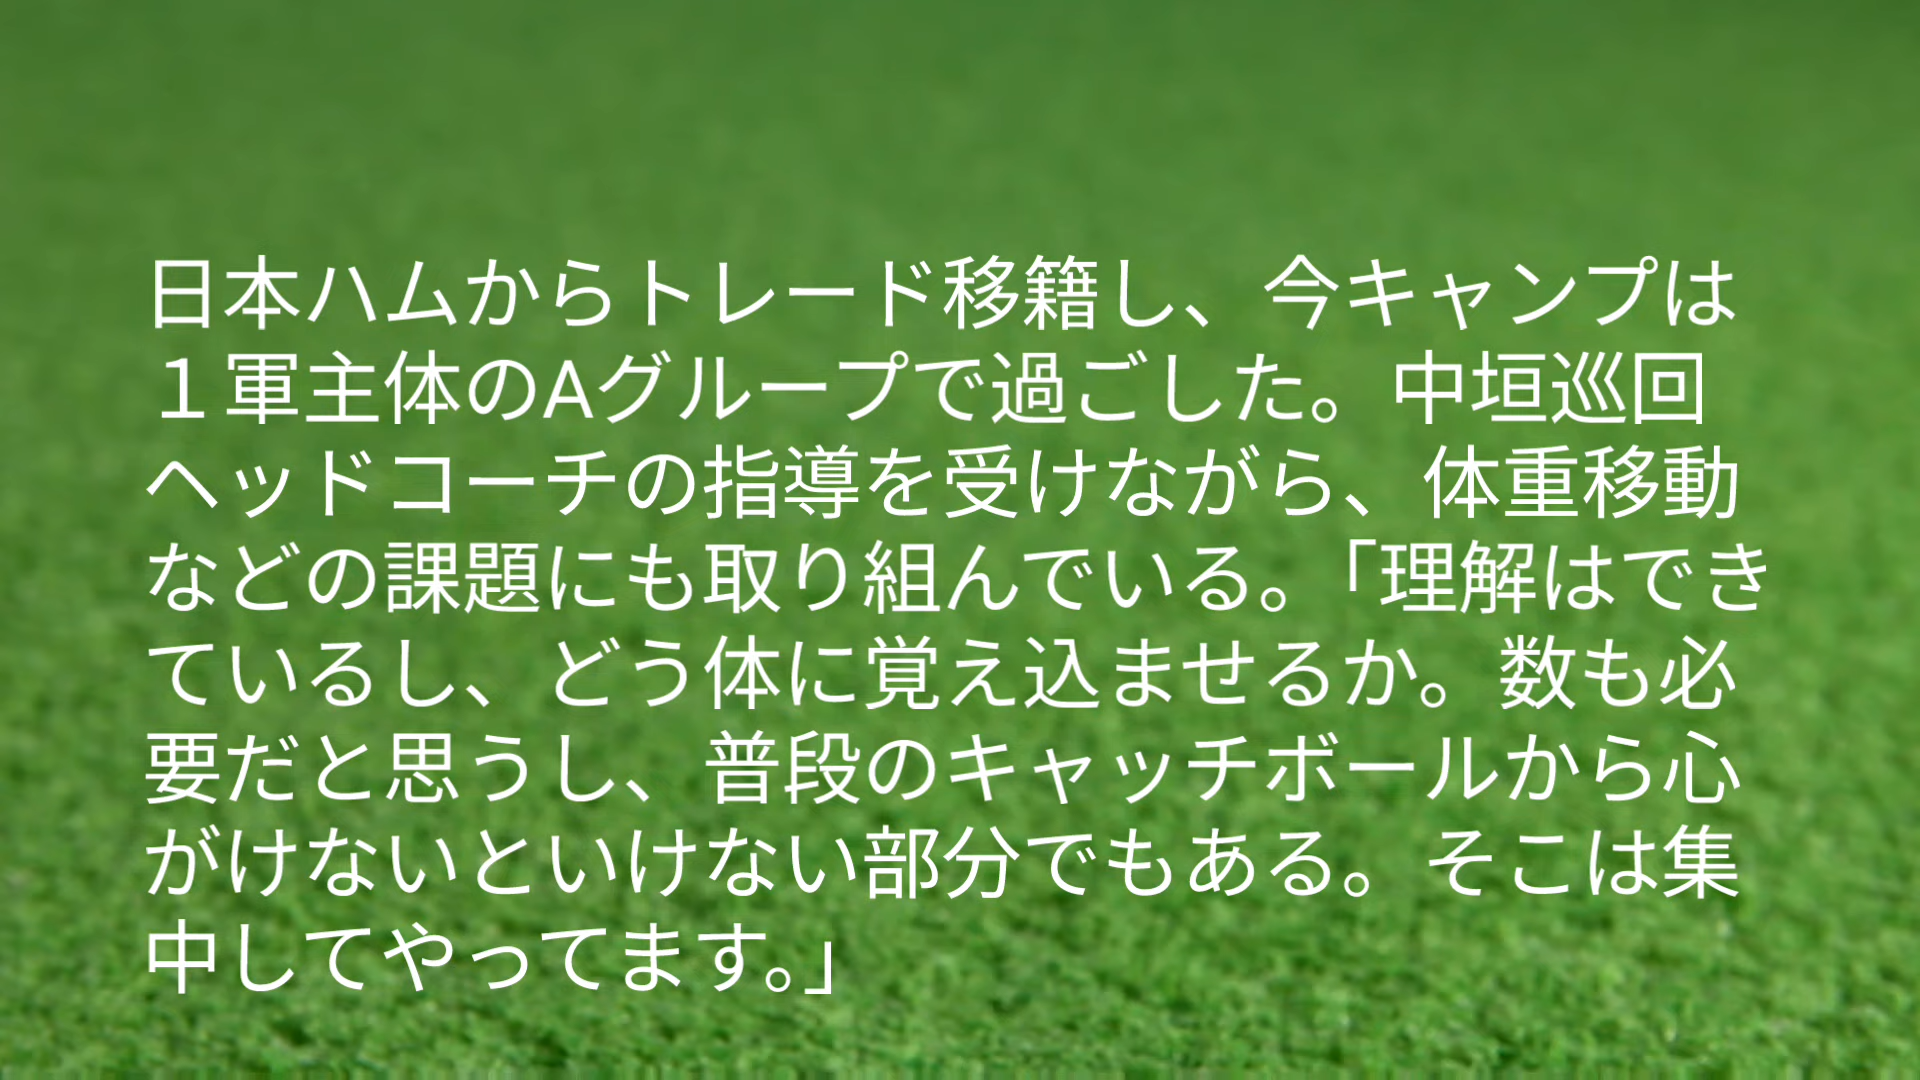 日本ハムからトレード移籍し、今キャンプは
１軍主体のAグループで過ごした。中垣巡回
ヘッドコーチの指導を受けながら、体重移動
などの課題にも取り組んでいる。「理解はでき
ているし、どう体に覚え込ませるか。数も必
要だと思うし、普段のキャッチボールから心
がけないといけない部分でもある。そこは集
中してやってます。」